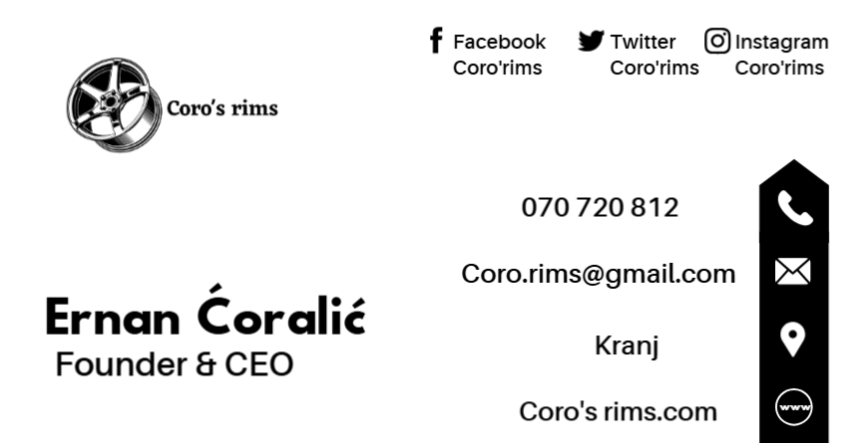 Facebook
Coro'rims
Twitter
Coro'rims
Instagram
Coro'rims
Coro's rims
070 720 812
Coro.rims@gmail.com
Ernan Ćoralić
Founder & CEO
Kranj
Coro's rims.com
www